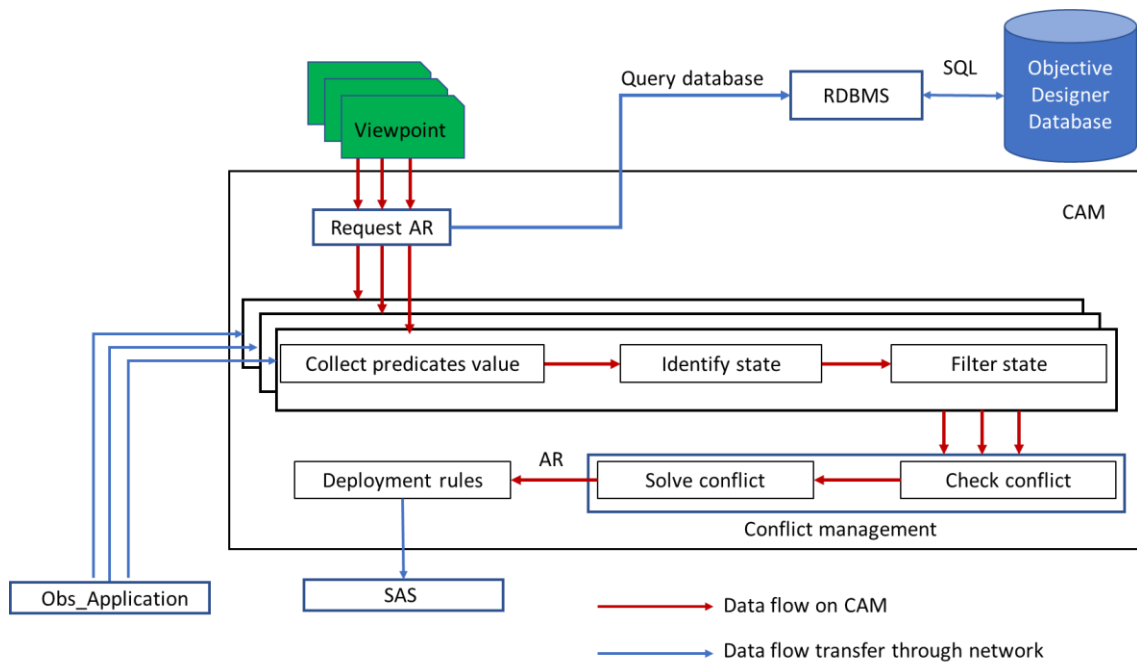 Query database
SQL
RDBMS
Objective
Designer
Database
Viewpoint
CAM
Request AR
Collect predicates value
Identify state
Filter state
AR
Deployment rules
Solve conflict
Check conflict
Conflict management
Obs_Application
SAS
Data flow on CAM
Data flow transfer through network